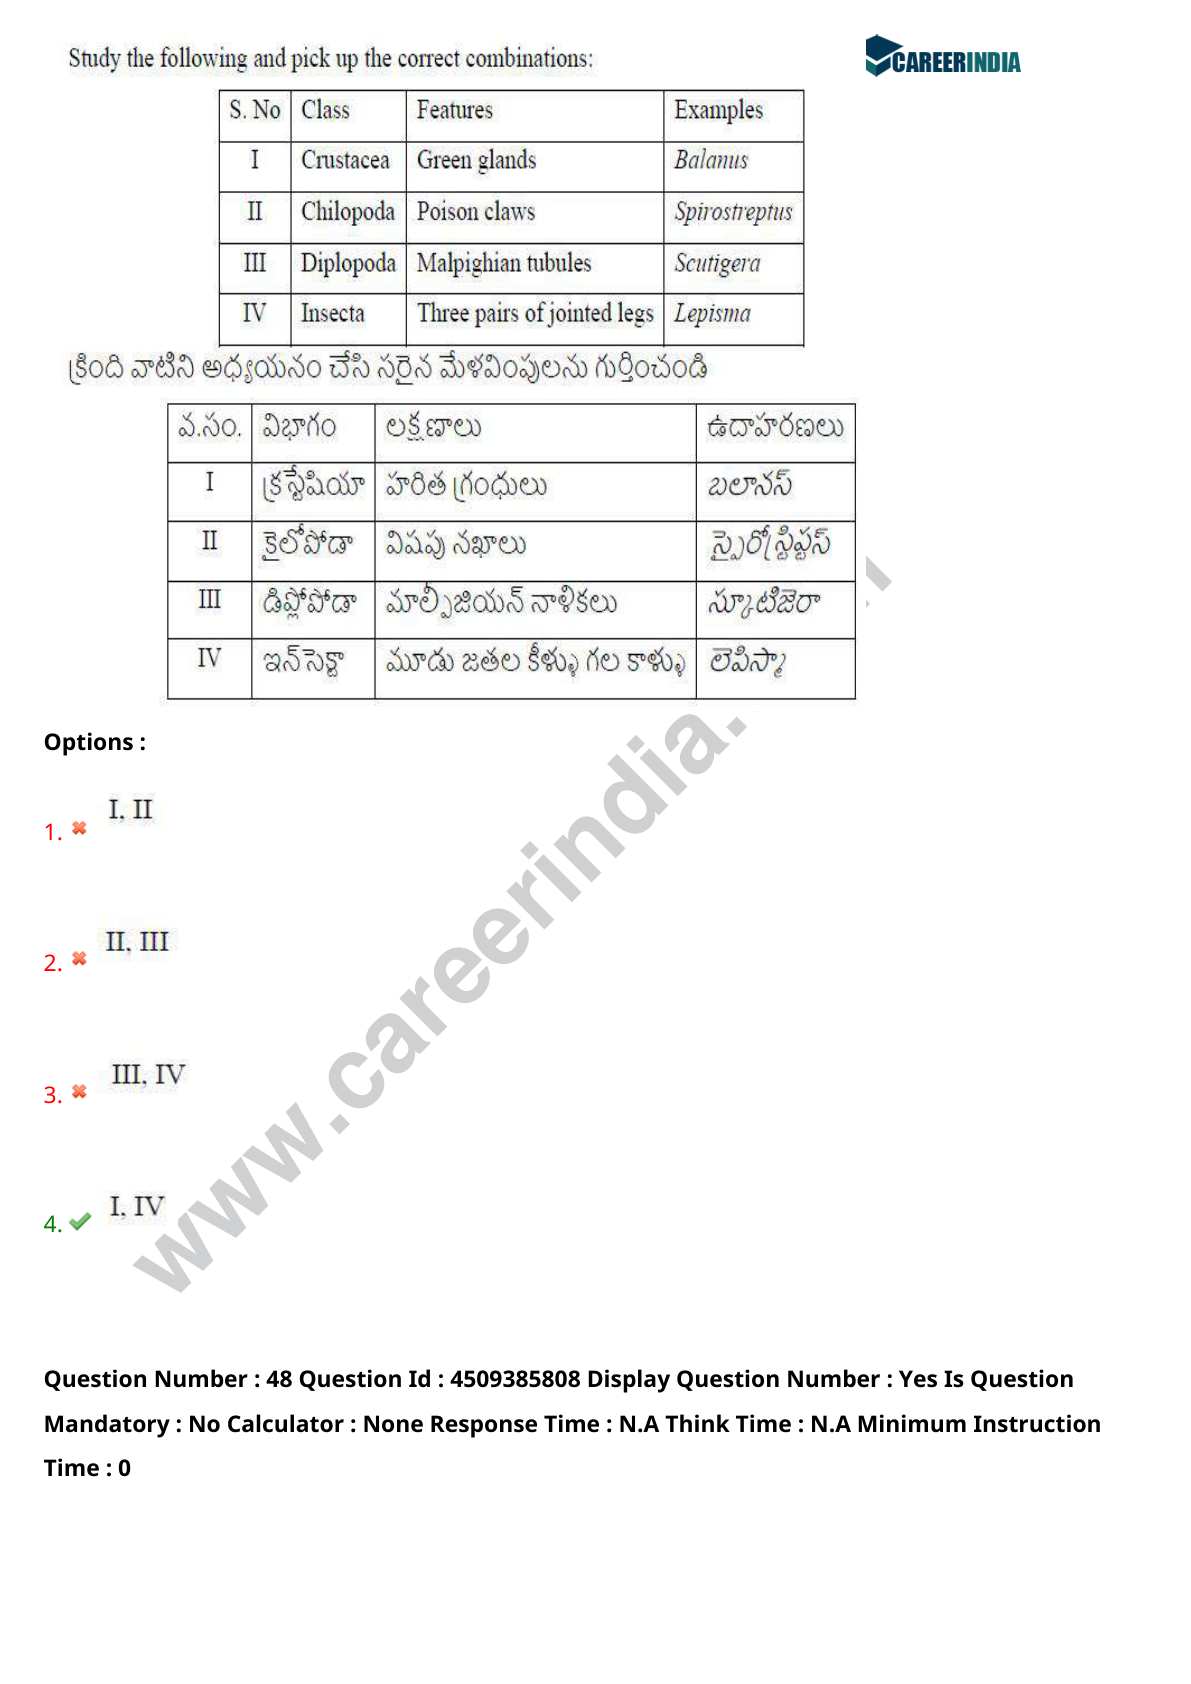 CAREERINDIA
Study the following and pick up the correct combinations:
S. No Class Features Examples
I Crustacea Green glands Balanus
II Chilopoda Poison claws Spirostreptus
III Diplopoda Malpighian tubules Scutigera
IV Insecta Three pairs of jointed legs Lepisma
క్రింది వాటిని అధ్యయనం చేసి సరైన మేళవింపులను గుర్తించండి
వ.సం. విభాగం లక్షణాలు ఉదాహరణలు
I క్రస్టేషియా హరిత గ్రంధులు బలానస్
II కైలోపోడా విషపు నఖాలు స్పైరోస్ట్రిప్టస్
III డిప్లోపోడా మాల్పీజియన్ నాళికలు స్కూటిజెరా
IV ఇన్‌సెక్టా మూడు జతల కీళ్ళు గల కాళ్ళు లెపిస్మా
Options :
1. I, II
2. II, III
3. III, IV
4. I, IV
www.careerindia.
Question Number : 48 Question Id : 4509385808 Display Question Number : Yes Is Question
Mandatory : No Calculator : None Response Time : N.A Think Time : N.A Minimum Instruction
Time : 0